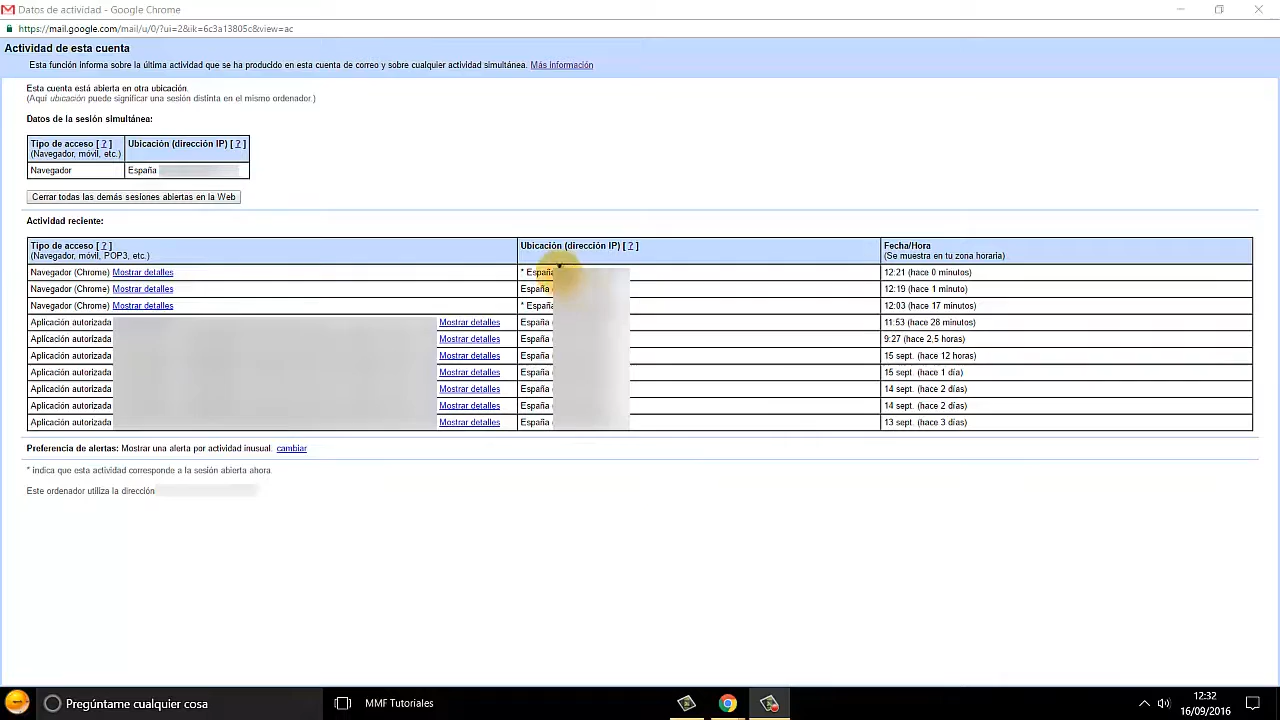 Datos de actividad - Google Chrome
https://mail.google.com/mail/u/0/?ui=2&ik=6c3a13805c&view=ac
Actividad de esta cuenta
Esta función informa sobre la última actividad que se ha producido en esta cuenta de correo y sobre cualquier actividad simultánea. Más información
Esta cuenta está abierta en otra ubicación.
(Aquí ubicación puede significar una sesión distinta en el mismo ordenador.)
Datos de la sesión simultánea:
Tipo de acceso [ ? ] Ubicación (dirección IP) [ ? ]
(Navegador, móvil, etc.)
Navegador España
Cerrar todas las demás sesiones abiertas en la Web
Actividad reciente:
Tipo de acceso [ ? ] Ubicación (dirección IP) [ ? ] Fecha/Hora
(Navegador, móvil, POP3, etc.) (Se muestra en tu zona horaria)
Navegador (Chrome) Mostrar detalles * España 12:21 (hace 0 minutos)
Navegador (Chrome) Mostrar detalles España ( 12:19 (hace 1 minuto)
Navegador (Chrome) Mostrar detalles * España 12:03 (hace 17 minutos)
Aplicación autorizada Mostrar detalles España ( 11:53 (hace 28 minutos)
Aplicación autorizada Mostrar detalles España ( 9:27 (hace 2,5 horas)
Aplicación autorizada Mostrar detalles España ( 15 sept. (hace 12 horas)
Aplicación autorizada Mostrar detalles España ( 15 sept. (hace 1 día)
Aplicación autorizada Mostrar detalles España ( 14 sept. (hace 2 días)
Aplicación autorizada Mostrar detalles España ( 14 sept. (hace 2 días)
Aplicación autorizada Mostrar detalles España ( 13 sept. (hace 3 días)
Preferencia de alertas: Mostrar una alerta por actividad inusual. cambiar
* indica que esta actividad corresponde a la sesión abierta ahora.
Este ordenador utiliza la dirección
Pregúntame cualquier cosa
MMF Tutoriales
12:32
16/09/2016